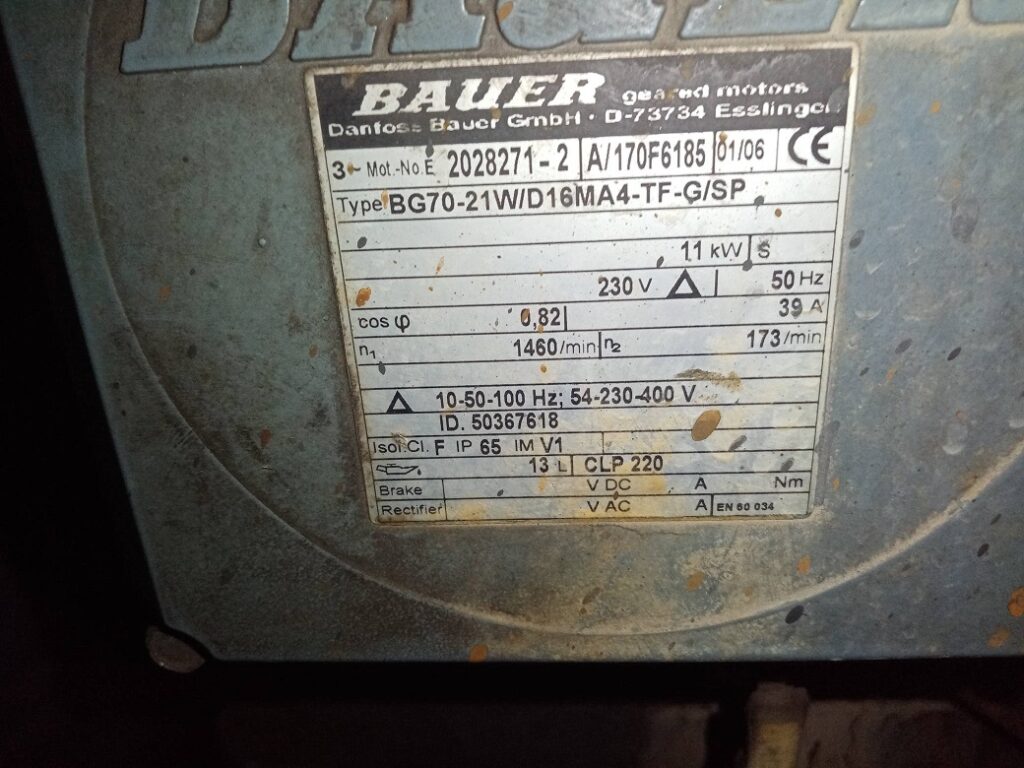 BAUER
BAUER geared motors
Danfoss Bauer GmbH · D-73734 Esslingen
3~ Mot.-No.E 2028271-2 A/170F6185 01/06 CE
Type BG70-21W/D16MA4-TF-G/SP
11 kW S
230 V △ 50 Hz
cos φ 0,82 39 A
n1 1460/min n2 173/min
△ 10-50-100 Hz; 54-230-400 V
ID. 50367618
Isol.Cl. F IP 65 IM V1
13 L CLP 220
Brake V DC A Nm
Rectifier V AC A EN 60 034